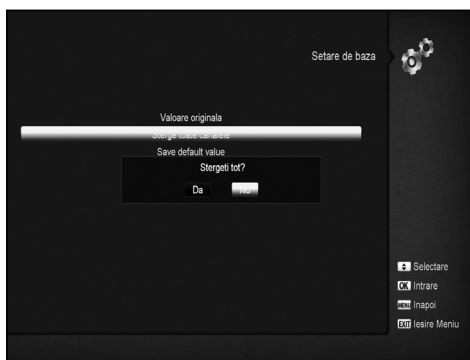 Setare de baza
Valoare originala
Sterge toate canalele
Save default value
Stergeti tot?
Da Nu
Selectare
OK Intrare
MENU Inapoi
EXIT Iesire Meniu